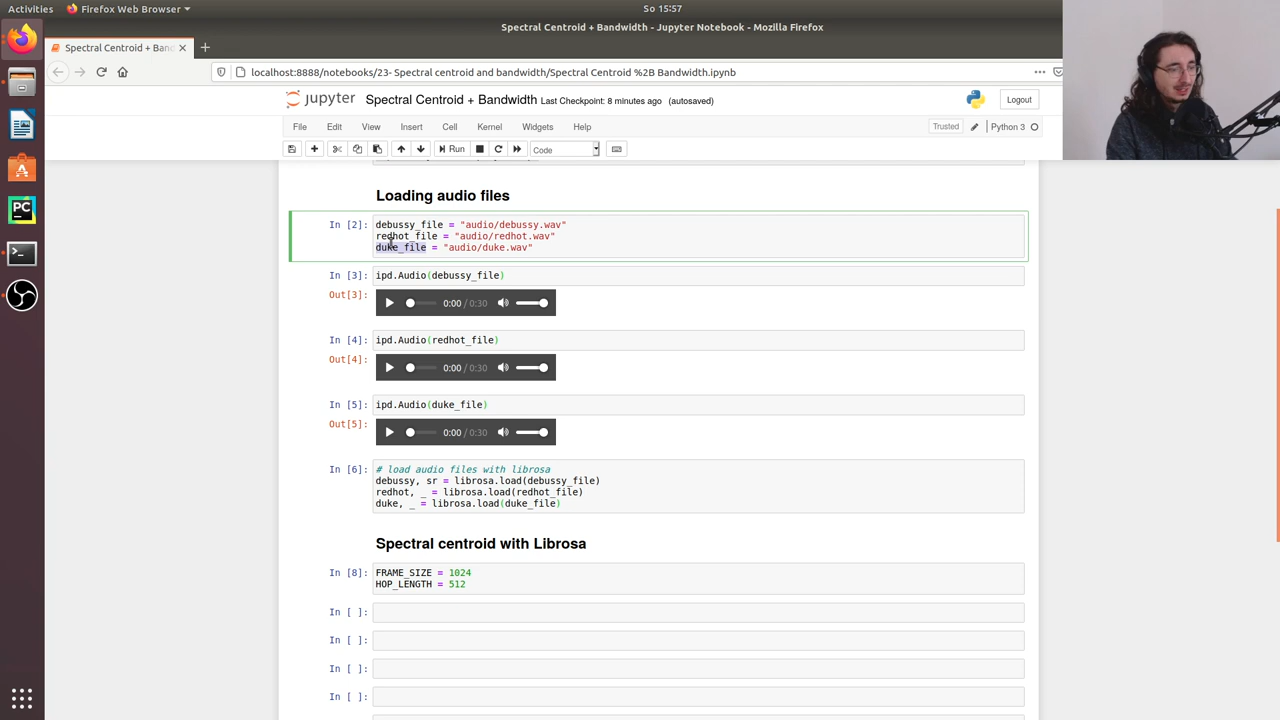 Activities
Firefox Web Browser
So 15:57
Spectral Centroid + Bandwidth - Jupyter Notebook - Mozilla Firefox
Spectral Centroid + Band
localhost:8888/notebooks/23- Spectral centroid and bandwidth/Spectral Centroid %2B Bandwidth.ipynb
jupyter Spectral Centroid + Bandwidth Last Checkpoint: 8 minutes ago (autosaved)
Logout
File Edit View Insert Cell Kernel Widgets Help
Trusted
Python 3
Run
Code
Loading audio files
In [2]: debussy_file = "audio/debussy.wav"
redhot_file = "audio/redhot.wav"
duke_file = "audio/duke.wav"
In [3]: ipd.Audio(debussy_file)
Out[3]: 0:00 / 0:30
In [4]: ipd.Audio(redhot_file)
Out[4]: 0:00 / 0:30
In [5]: ipd.Audio(duke_file)
Out[5]: 0:00 / 0:30
In [6]: # load audio files with librosa
debussy, sr = librosa.load(debussy_file)
redhot, _ = librosa.load(redhot_file)
duke, _ = librosa.load(duke_file)
Spectral centroid with Librosa
In [8]: FRAME_SIZE = 1024
HOP_LENGTH = 512
In [ ]:
In [ ]:
In [ ]:
In [ ]: